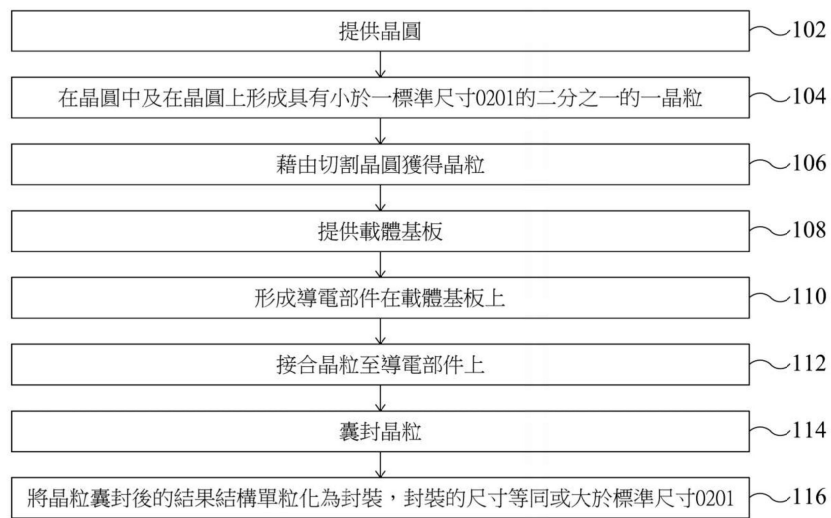 提供晶圓 102
在晶圓中及在晶圓上形成具有小於一標準尺寸0201的二分之一的一晶粒 104
藉由切割晶圓獲得晶粒 106
提供載體基板 108
形成導電部件在載體基板上 110
接合晶粒至導電部件上 112
囊封晶粒 114
將晶粒囊封後的結果結構單粒化為封裝，封裝的尺寸等同或大於標準尺寸0201 116